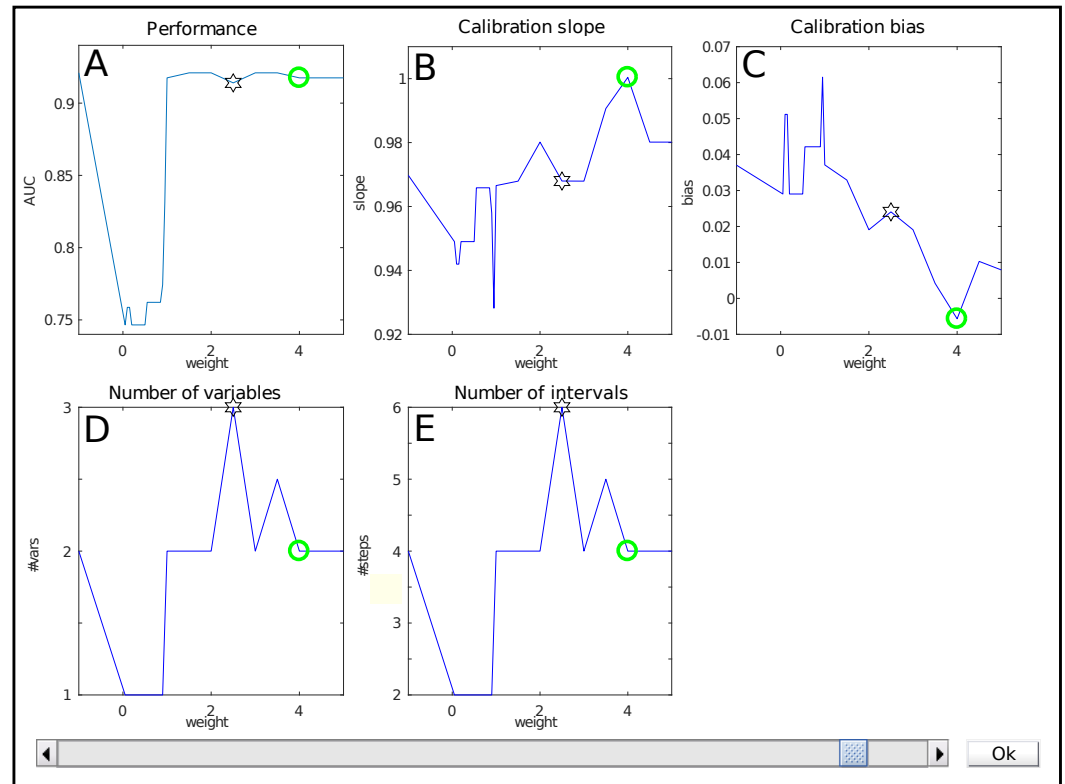 Performance
A
0.9
0.85
0.8
0.75
AUC
0 2 4
weight
Calibration slope
B
1
0.98
0.96
0.94
0.92
slope
0 2 4
weight
Calibration bias
C
0.07
0.06
0.05
0.04
0.03
0.02
0.01
0
-0.01
bias
0 2 4
weight
Number of variables
D
3
2
1
#vars
0 2 4
weight
Number of intervals
E
6
5
4
3
2
#steps
0 2 4
weight
Ok